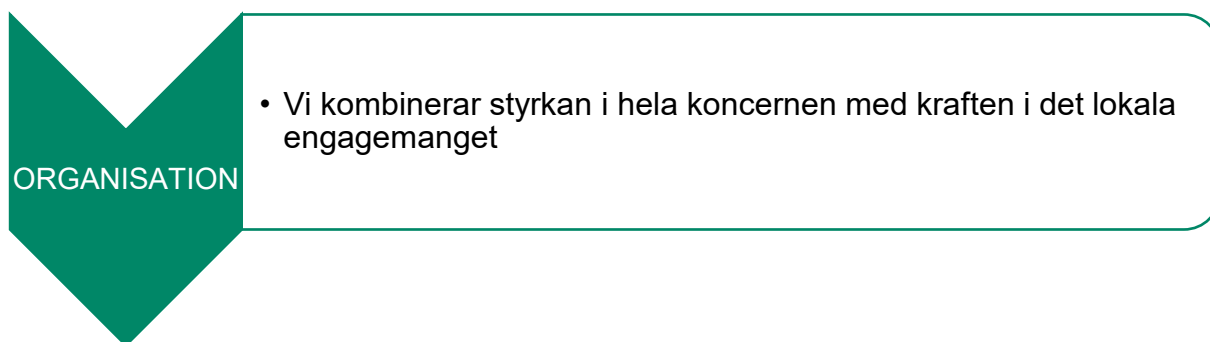 ORGANISATION
• Vi kombinerar styrkan i hela koncernen med kraften i det lokala
engagemanget